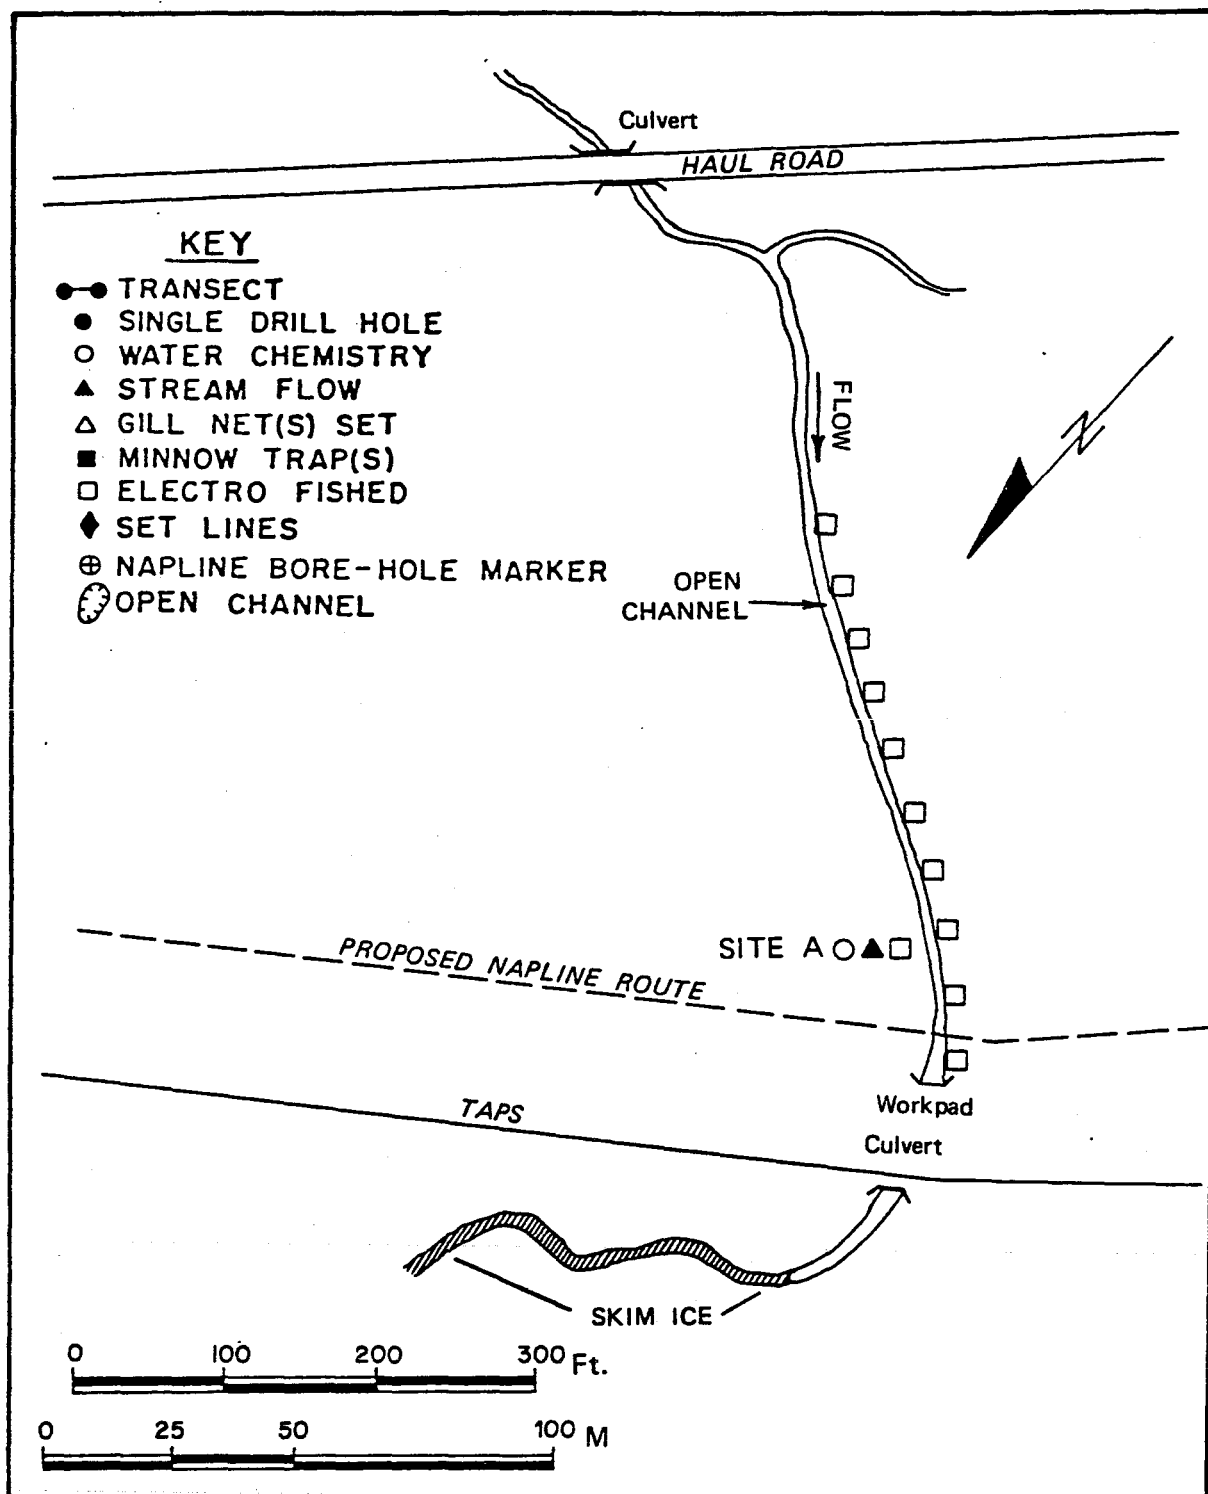 Culvert
HAUL ROAD
KEY
TRANSECT
SINGLE DRILL HOLE
WATER CHEMISTRY
STREAM FLOW
GILL NET(S) SET
MINNOW TRAP(S)
ELECTRO FISHED
SET LINES
NAPLINE BORE-HOLE MARKER
OPEN CHANNEL
FLOW
N
OPEN
CHANNEL
SITE A
PROPOSED NAPLINE ROUTE
Workpad
Culvert
TAPS
SKIM ICE
0 100 200 300 Ft.
0 25 50 100 M